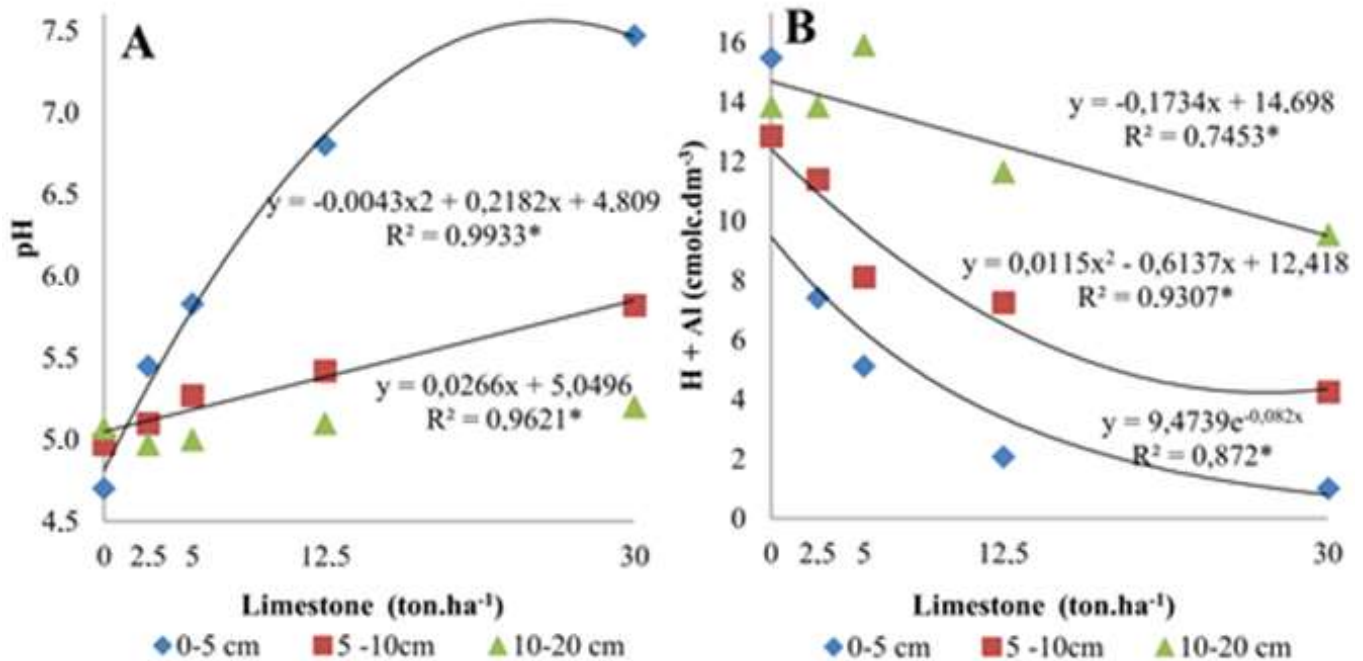 A
7.5
7.0
6.5
6.0
5.5
5.0
4.5
pH
y = -0.0043x2 + 0,2182x + 4.809
R² = 0.9933*
y = 0,0266x + 5,0496
R² = 0,9621*
0 2.5 5 12.5 30
Limestone (ton.ha⁻¹)
0-5 cm 5 -10cm 10-20 cm
B
16
14
12
10
8
6
4
2
0
H + Al (cmolc.dm⁻³)
y = -0,1734x + 14,698
R² = 0.7453*
y = 0,0115x² - 0,6137x + 12,418
R² = 0.9307*
y = 9,4739e⁻⁰,⁰⁸²ˣ
R² = 0,872*
0 2.5 5 12.5 30
Limestone (ton.ha⁻¹)
0-5 cm 5 -10cm 10-20 cm